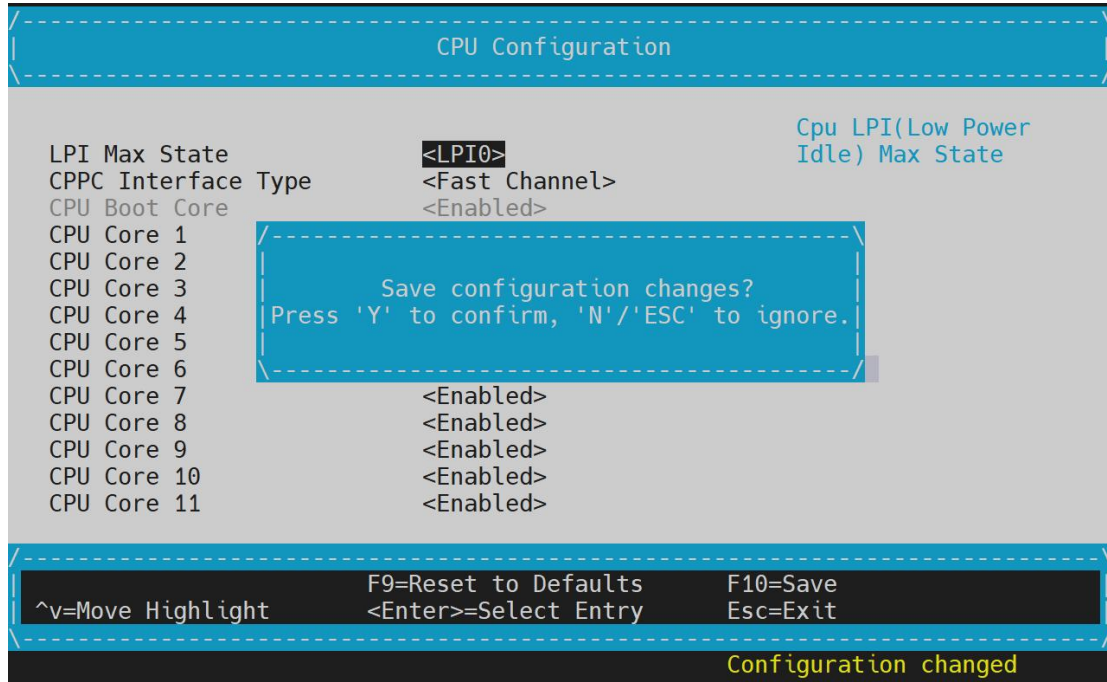 CPU Configuration
Cpu LPI(Low Power
LPI Max State <LPI0> Idle) Max State
CPPC Interface Type <Fast Channel>
CPU Boot Core <Enabled>
CPU Core 1
CPU Core 2
CPU Core 3 Save configuration changes?
CPU Core 4 Press 'Y' to confirm, 'N'/'ESC' to ignore.
CPU Core 5
CPU Core 6
CPU Core 7 <Enabled>
CPU Core 8 <Enabled>
CPU Core 9 <Enabled>
CPU Core 10 <Enabled>
CPU Core 11 <Enabled>
F9=Reset to Defaults F10=Save
^v=Move Highlight <Enter>=Select Entry Esc=Exit
Configuration changed